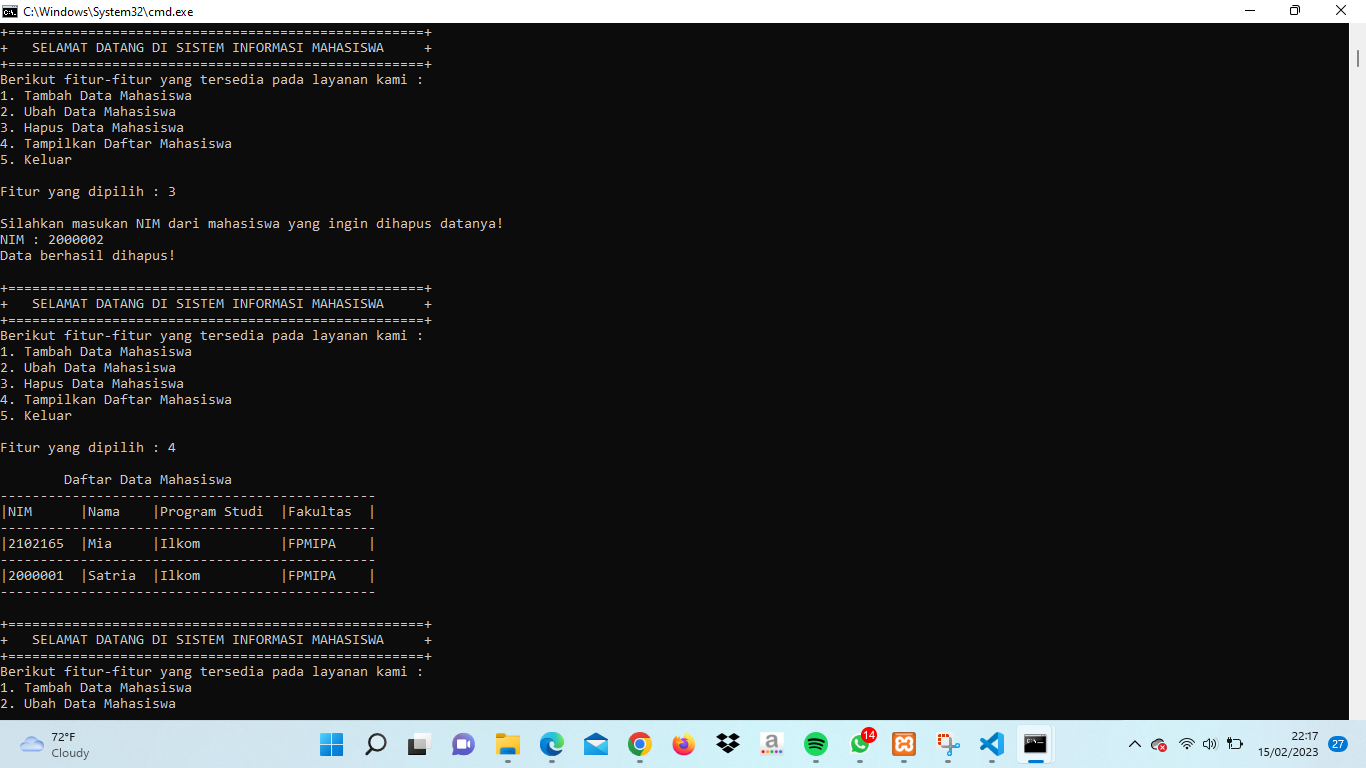 C:\Windows\System32\cmd.exe
+====================================================+
+   SELAMAT DATANG DI SISTEM INFORMASI MAHASISWA     +
+====================================================+
Berikut fitur-fitur yang tersedia pada layanan kami :
1. Tambah Data Mahasiswa
2. Ubah Data Mahasiswa
3. Hapus Data Mahasiswa
4. Tampilkan Daftar Mahasiswa
5. Keluar
Fitur yang dipilih : 3
Silahkan masukan NIM dari mahasiswa yang ingin dihapus datanya!
NIM : 2000002
Data berhasil dihapus!
+====================================================+
+   SELAMAT DATANG DI SISTEM INFORMASI MAHASISWA     +
+====================================================+
Berikut fitur-fitur yang tersedia pada layanan kami :
1. Tambah Data Mahasiswa
2. Ubah Data Mahasiswa
3. Hapus Data Mahasiswa
4. Tampilkan Daftar Mahasiswa
5. Keluar
Fitur yang dipilih : 4
        Daftar Data Mahasiswa
-----------------------------------------------
|NIM      |Nama    |Program Studi  |Fakultas  |
-----------------------------------------------
|2102165  |Mia     |Ilkom          |FPMIPA    |
-----------------------------------------------
|2000001  |Satria  |Ilkom          |FPMIPA    |
-----------------------------------------------
+====================================================+
+   SELAMAT DATANG DI SISTEM INFORMASI MAHASISWA     +
+====================================================+
Berikut fitur-fitur yang tersedia pada layanan kami :
1. Tambah Data Mahasiswa
2. Ubah Data Mahasiswa
72°F
Cloudy
14
22:17
15/02/2023
27